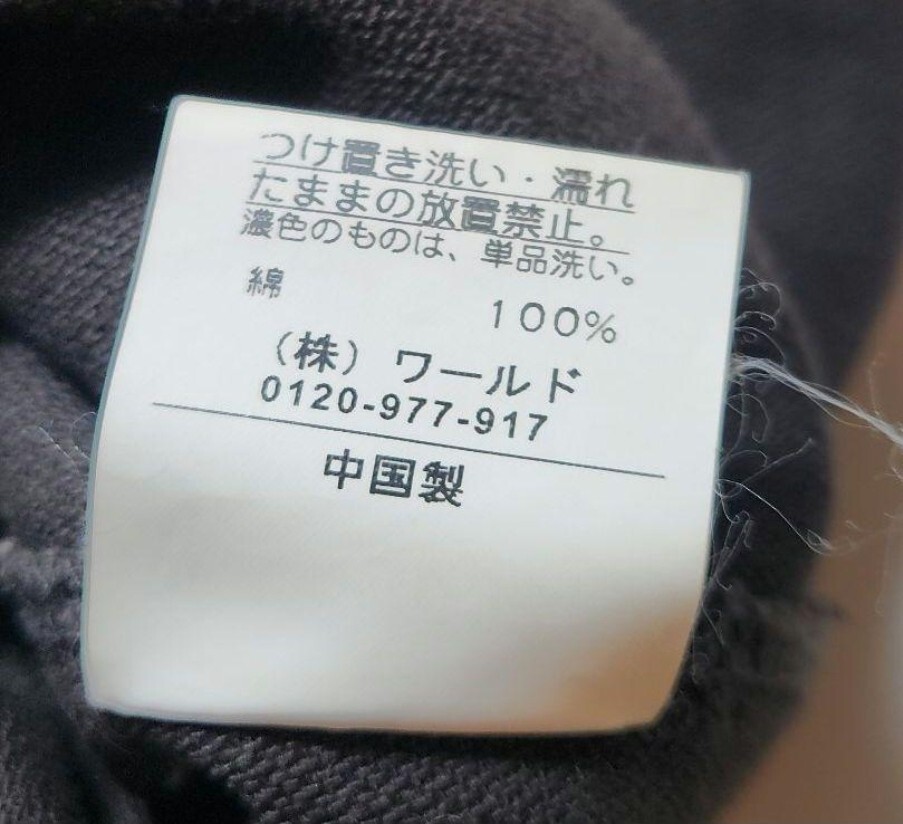 つけ置き洗い・濡れ
たままの放置禁止。
濃色のものは、単品洗い。
綿 100%
（株）ワールド
0120-977-917
中国製